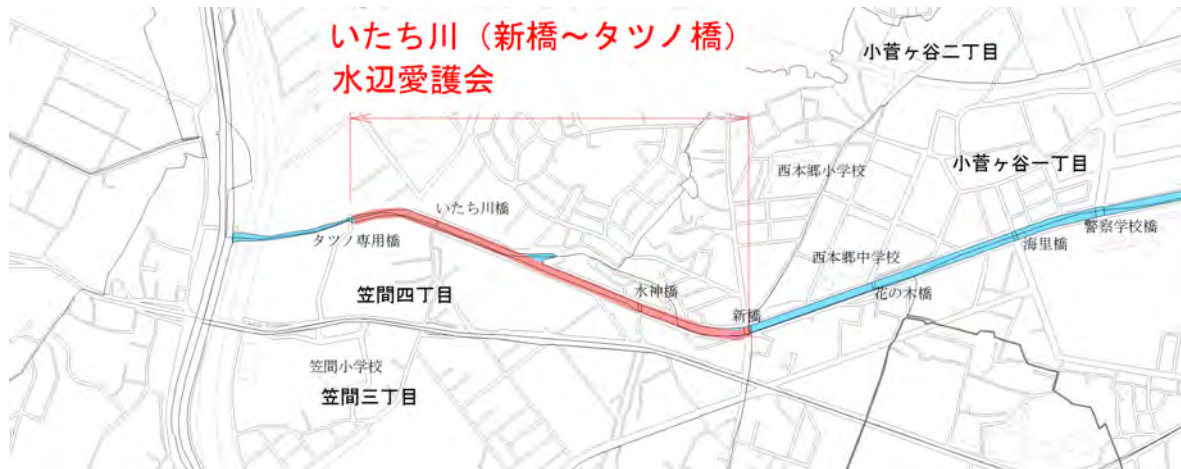 いたち川（新橋～タツノ橋）
水辺愛護会
小菅ヶ谷二丁目
西本郷小学校
小菅ヶ谷一丁目
いたち川橋
タツノ専用橋
警察学校橋
海里橋
西本郷中学校
花の木橋
笠間四丁目
水神橋
新橋
笠間小学校
笠間三丁目